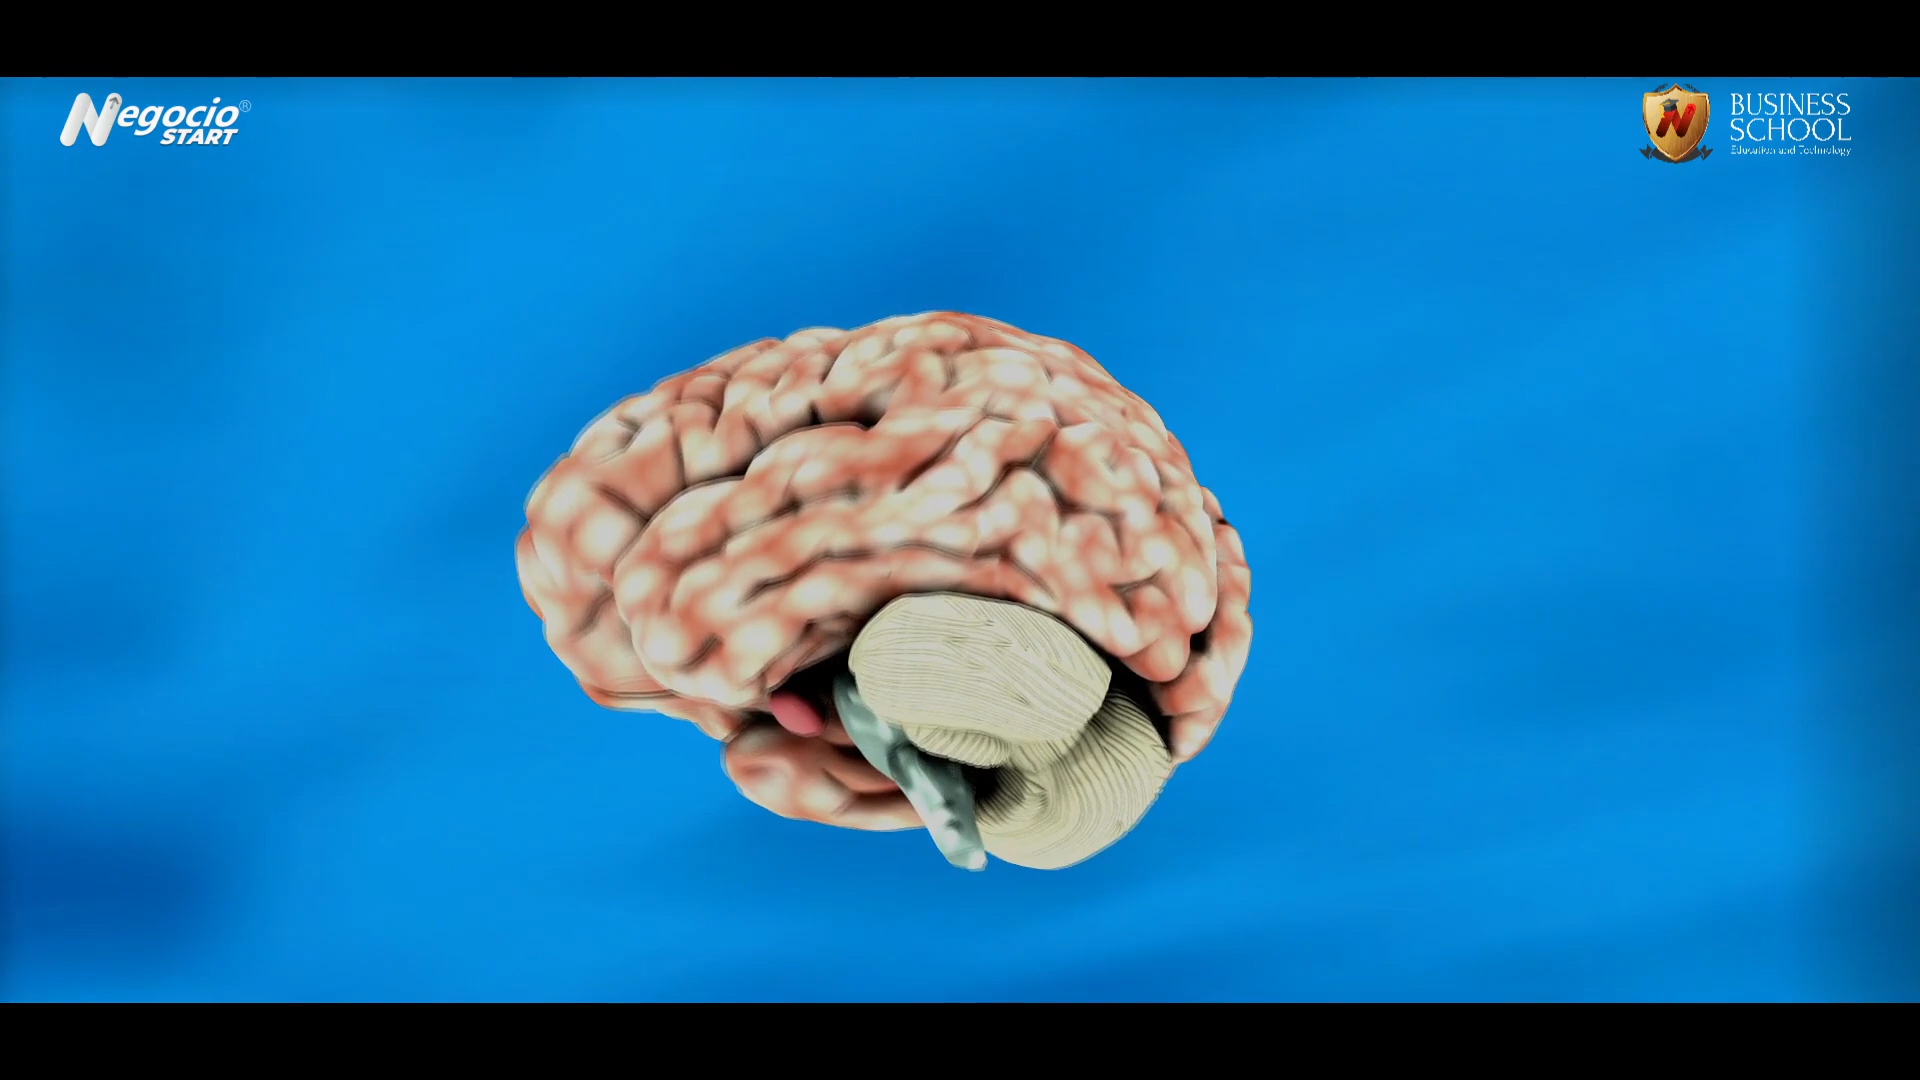 Negocio®
START
BUSINESS
SCHOOL
Education and Technology